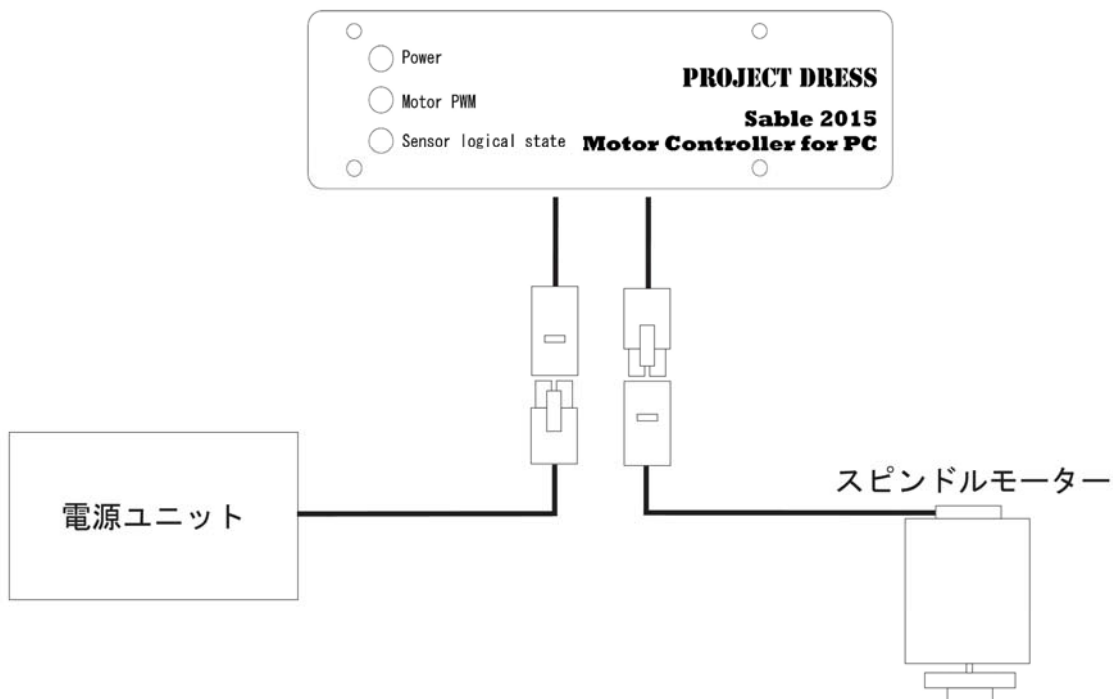 Power
Motor PWM
Sensor logical state
PROJECT DRESS
Sable 2015
Motor Controller for PC
電源ユニット
スピンドルモーター